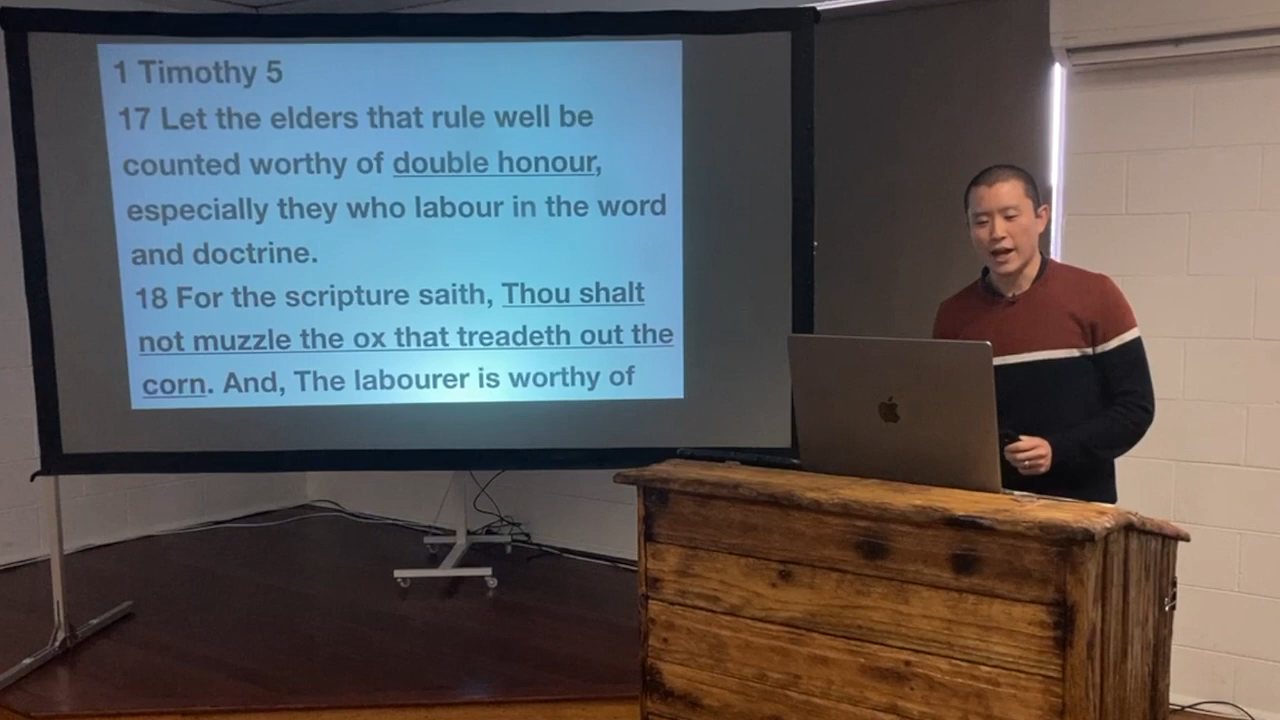 1 Timothy 5
17 Let the elders that rule well be
counted worthy of double honour,
especially they who labour in the word
and doctrine.
18 For the scripture saith, Thou shalt
not muzzle the ox that treadeth out the
corn. And, The labourer is worthy of